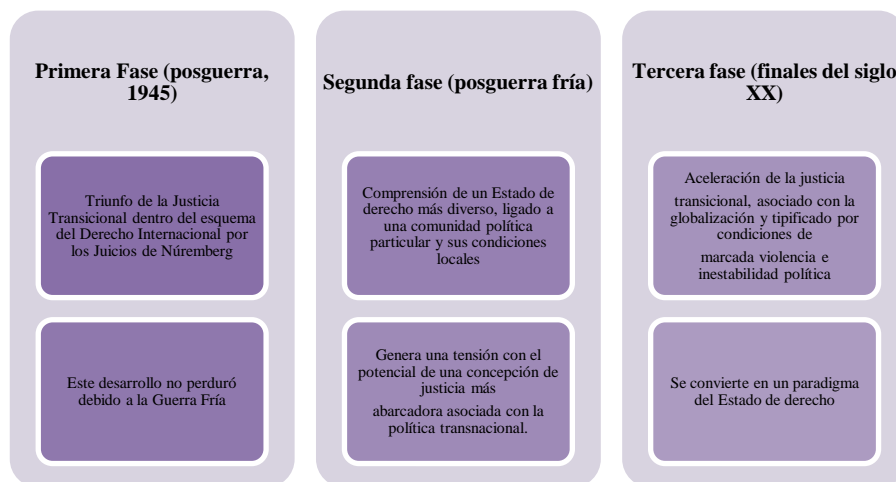 Primera Fase (posguerra,
1945)
Triunfo de la Justicia
Transicional dentro del esquema
del Derecho Internacional por
los Juicios de Núremberg
Este desarrollo no perduró
debido a la Guerra Fría
Segunda fase (posguerra fría)
Comprensión de un Estado de
derecho más diverso, ligado a
una comunidad política
particular y sus condiciones
locales
Genera una tensión con el
potencial de una concepción de
justicia más
abarcadora asociada con la
política transnacional.
Tercera fase (finales del siglo
XX)
Aceleración de la justicia
transicional, asociado con la
globalización y tipificado por
condiciones de
marcada violencia e
inestabilidad política
Se convierte en un paradigma
del Estado de derecho